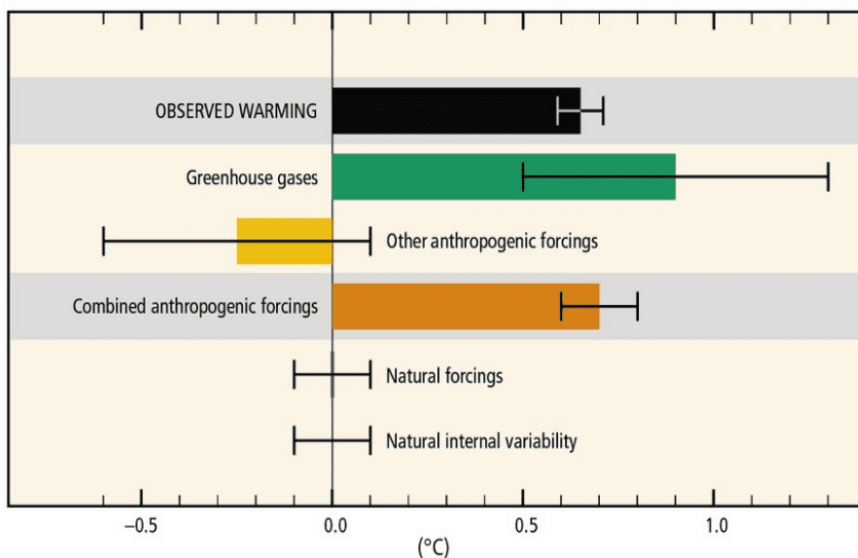 OBSERVED WARMING
Greenhouse gases
Other anthropogenic forcings
Combined anthropogenic forcings
Natural forcings
Natural internal variability
–0.5 0.0 0.5 1.0
(°C)